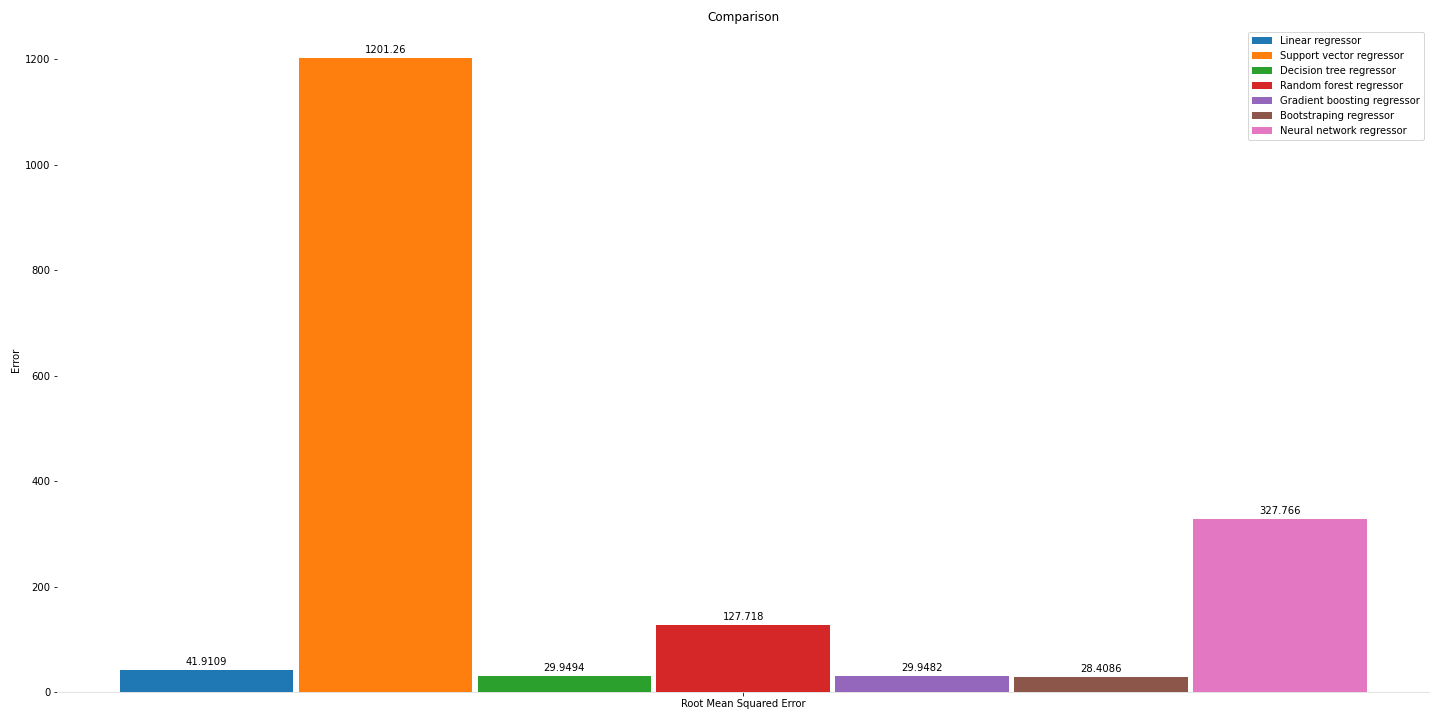 Comparison
Linear regressor
Support vector regressor
Decision tree regressor
Random forest regressor
Gradient boosting regressor
Bootstraping regressor
Neural network regressor
1201.26
1200
1000
800
600
400
200
0
Error
41.9109
29.9494
127.718
29.9482
28.4086
327.766
Root Mean Squared Error